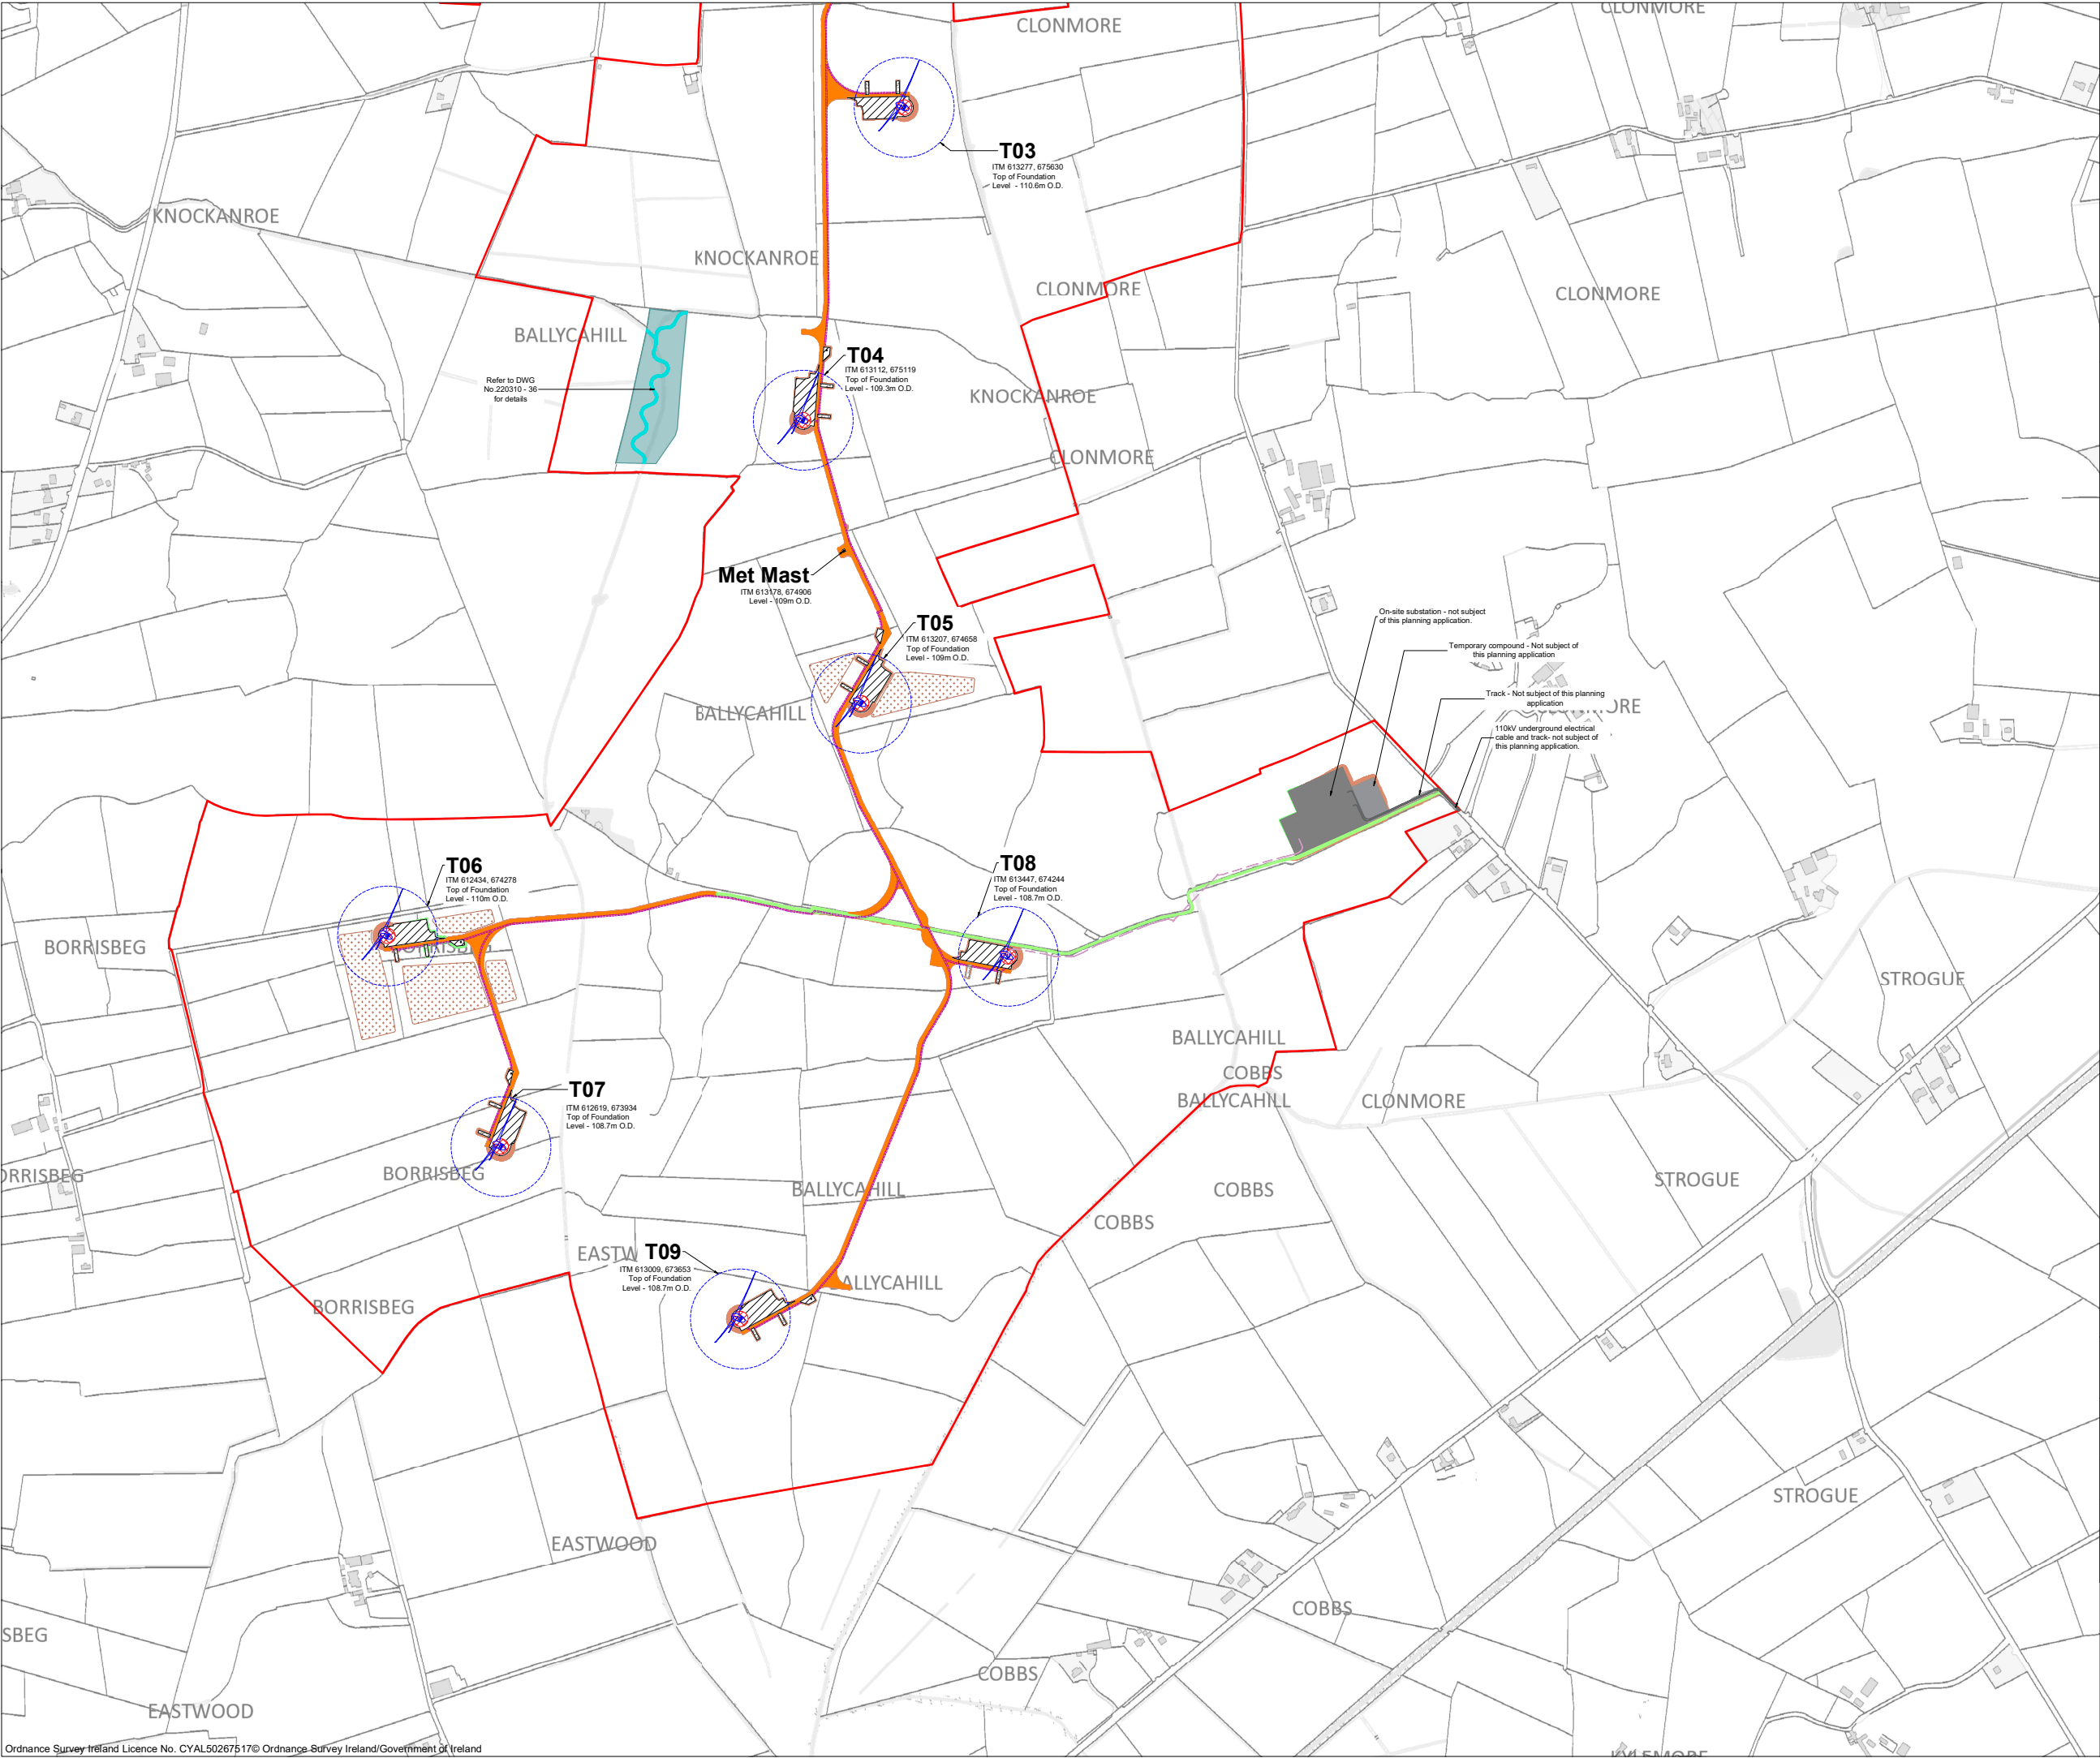 CLONMORE
CLONMORE
T03
ITM 613277, 675630
Top of Foundation
Level - 110.6m O.D.
KNOCKANROE
KNOCKANROE
CLONMORE
CLONMORE
BALLYCAHILL
T04
ITM 613112, 675119
Top of Foundation
Level - 109.3m O.D.
Refer to DWG
No.220310 - 36
for details
KNOCKANROE
CLONMORE
Met Mast
ITM 613178, 674906
Level - 109m O.D.
T05
ITM 613207, 674658
Top of Foundation
Level - 109m O.D.
On-site substation - not subject
of this planning application.
Temporary compound - Not subject of
this planning application
Track - Not subject of this planning
application
MORE
110kV underground electrical
cable and track- not subject of
this planning application.
BALLYCAHILL
T06
ITM 612434, 674278
Top of Foundation
Level - 110m O.D.
T08
ITM 613447, 674244
Top of Foundation
Level - 108.7m O.D.
BORRISBEG
STROGUE
BALLYCAHILL
COBBS
BALLYCAHILL
CLONMORE
T07
ITM 612619, 673934
Top of Foundation
Level - 108.7m O.D.
ORRISBEG
BORRISBEG
BALLYCAHILL
COBBS
STROGUE
COBBS
EASTW
T09
ITM 613009, 673653
Top of Foundation
Level - 108.7m O.D.
ALLYCAHILL
BORRISBEG
STROGUE
EASTWOOD
COBBS
SBEG
COBBS
EASTWOOD
Ordnance Survey Ireland Licence No. CYAL50267517© Ordnance Survey Ireland/Government of Ireland